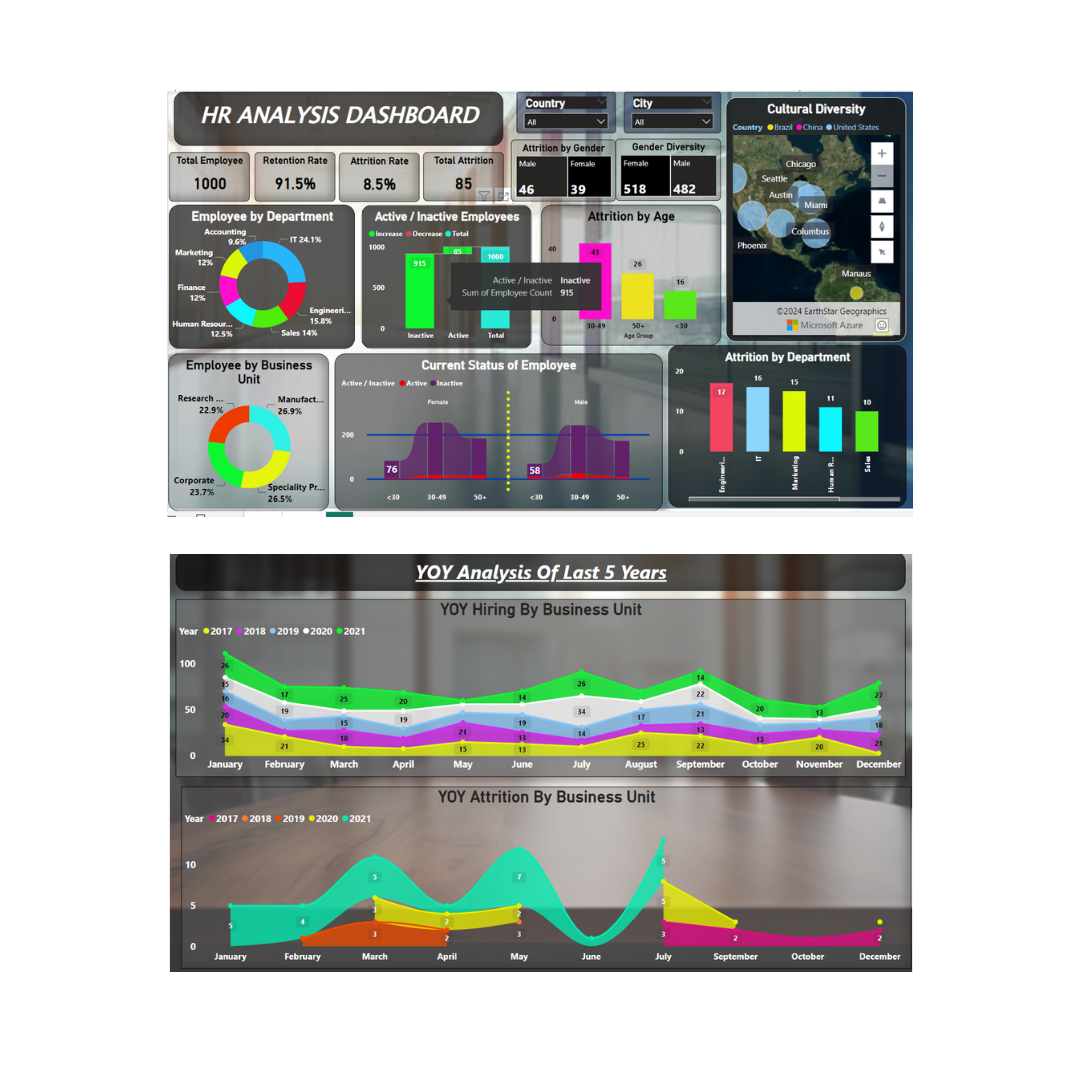 HR ANALYSIS DASHBOARD
Country
All
City
All
Total Employee
1000
Retention Rate
91.5%
Attrition Rate
8.5%
Total Attrition
85
Attrition by Gender
Male
46
Female
39
Gender Diversity
Female
518
Male
482
Cultural Diversity
Country Brazil China United States
Chicago
Seattle
Austin
Miami
Columbus
Phoenix
Manaus
©2024 EarthStar Geographics
Microsoft Azure
Employee by Department
Accounting
9.6%
IT 24.1%
Marketing
12%
Finance
12%
Human Resour...
12.5%
Sales 14%
Engineeri...
15.8%
Active / Inactive Employees
Increase Decrease Total
1000
500
0
915
85
1000
Inactive Active Total
Active / Inactive Inactive
Sum of Employee Count 915
Attrition by Age
40
0
43
26
16
30-49 50+ <30
Age Group
Employee by Business
Unit
Research ...
22.9%
Manufact...
26.9%
Corporate
23.7%
Speciality Pr...
26.5%
Current Status of Employee
Active / Inactive Active Inactive
Female Male
200
0
76
58
<30 30-49 50+ <30 30-49 50+
Attrition by Department
20
10
0
17
16
15
11
10
Engineeri...
IT
Marketing
Human R...
Sales
YOY Analysis Of Last 5 Years
YOY Hiring By Business Unit
Year 2017 2018 2019 2020 2021
100
50
0
26 15 16 20 34
17 19 21
25 15 18
20 19
21 15
14 19 13 13
26 34 14
17 25
14 22 21 13 22
20 13
13 20
27 18 21
January February March April May June July August September October November December
YOY Attrition By Business Unit
Year 2017 2018 2019 2020 2021
10
5
0
5
4
5 3 3
2 2
7 2 3
5 5 3
2
2
January February March April May June July September October December